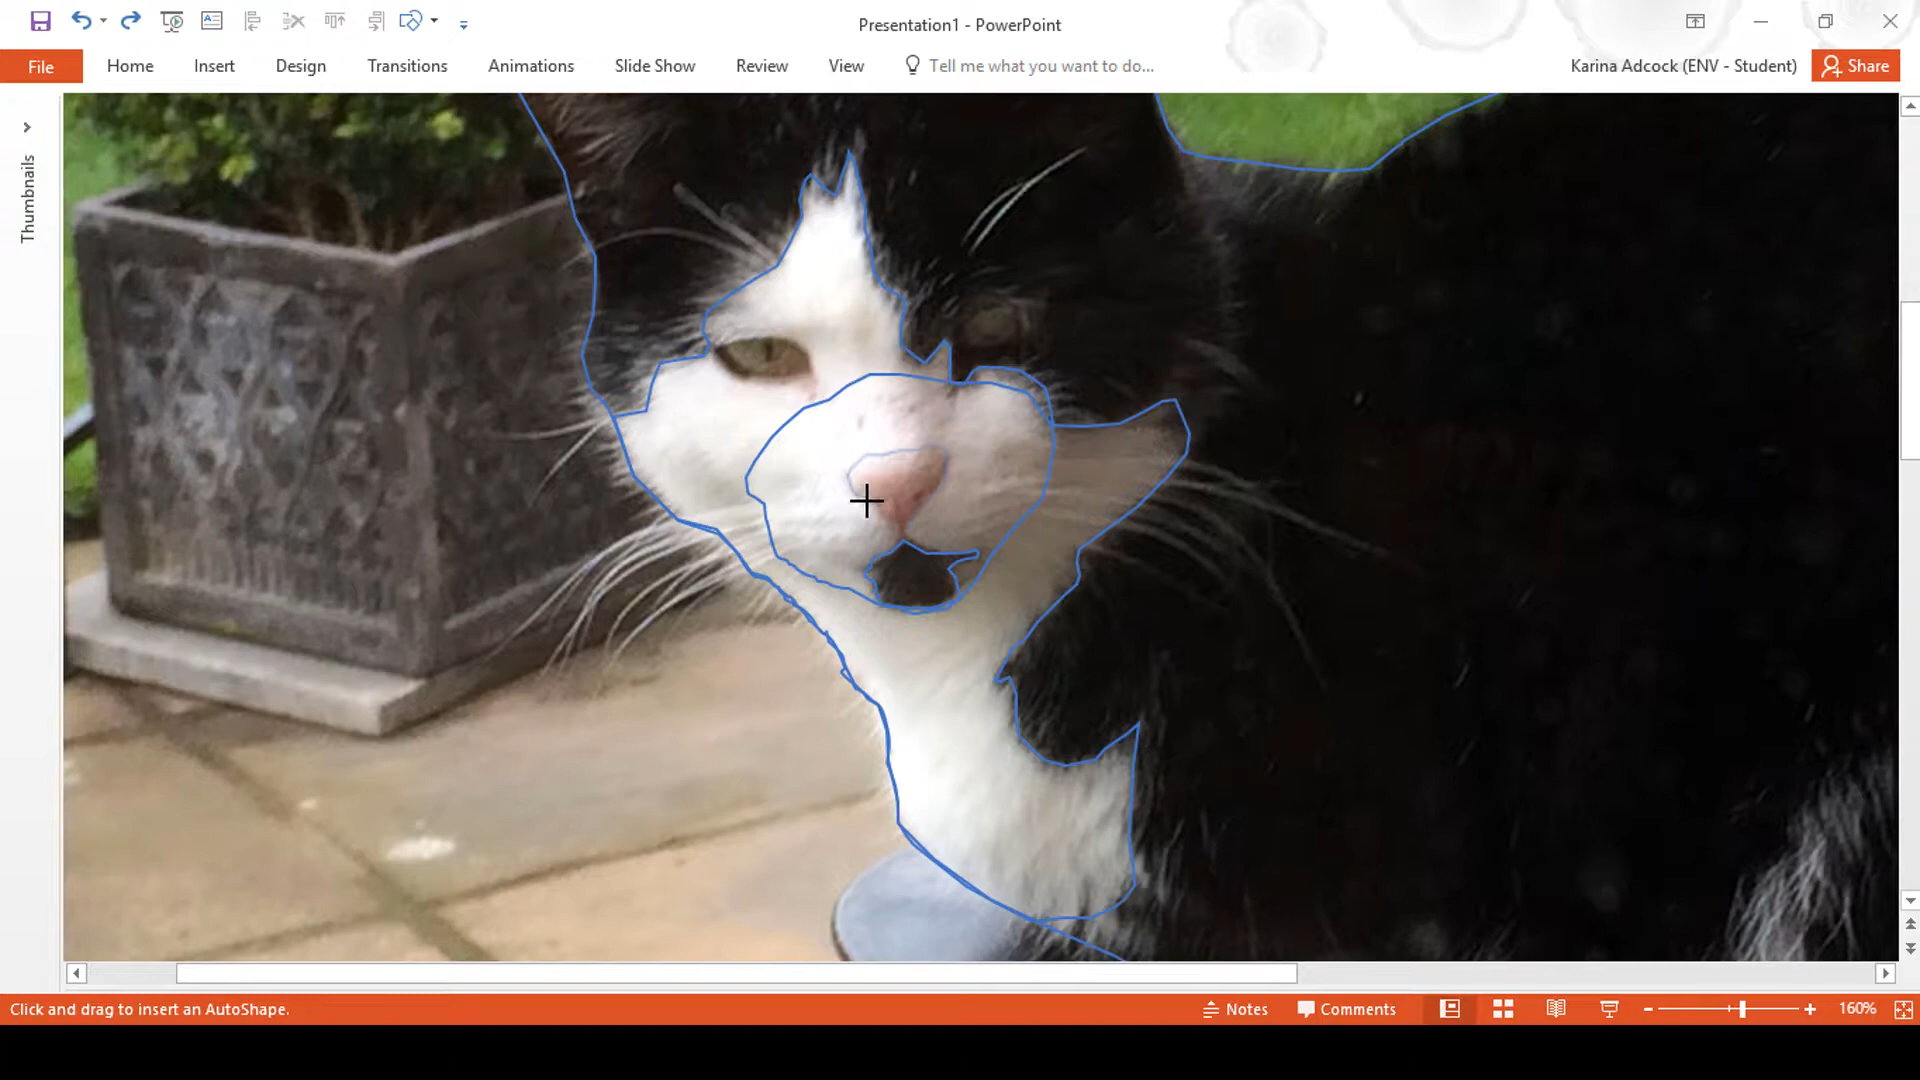 Presentation1 - PowerPoint
File Home Insert Design Transitions Animations Slide Show Review View Tell me what you want to do... Karina Adcock (ENV - Student) Share
Thumbnails
Click and drag to insert an AutoShape. Notes Comments 160%